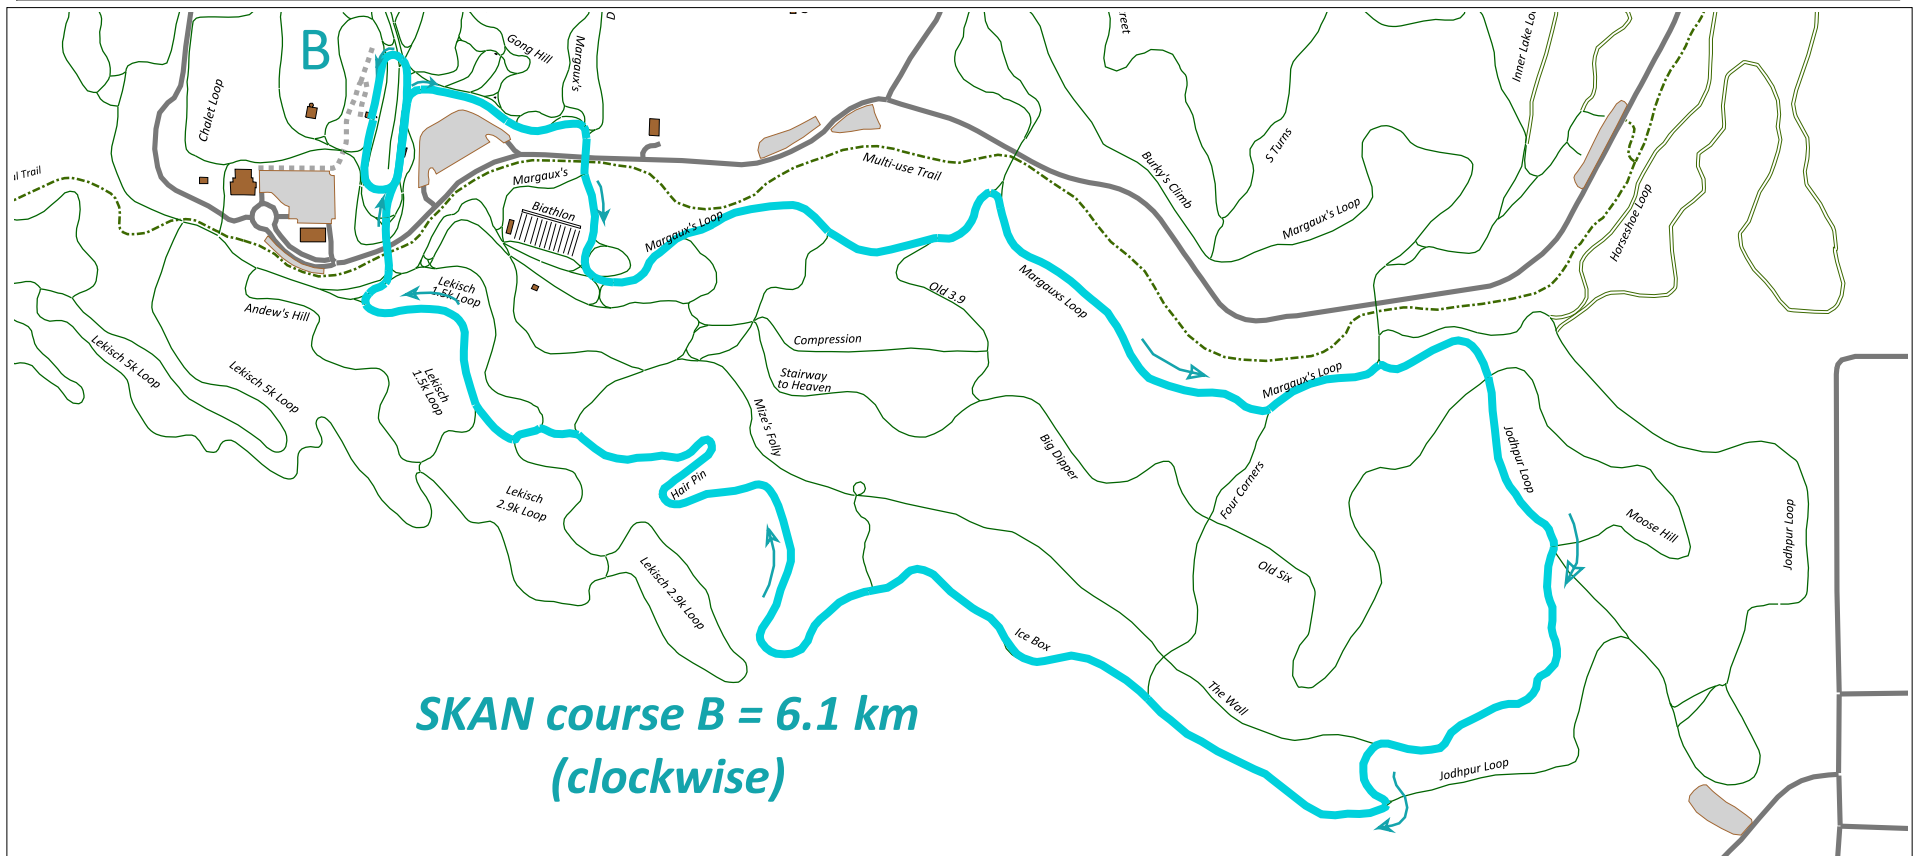 B
Gong Hill
Margaux's
D
reet
Inner Lake Loo
Chalet Loop
il Trail
Margaux's
Biathlon
Multi-use Trail
Burky's Climb
S Turns
Margaux's Loop
Margaux's Loop
Horseshoe Loop
Lekisch
1.5k Loop
Old 3.9
Margauxs Loop
Andew's Hill
Compression
Stairway
to Heaven
Lekisch 5k Loop
Lekisch 5k Loop
Lekisch
1.5k Loop
Margaux's Loop
Mize's Folly
Big Dipper
Jodhpur Loop
Hair Pin
Four Corners
Lekisch
2.9k Loop
Moose Hill
Jodhpur Loop
Old Six
Lekisch 2.9k Loop
Ice Box
The Wall
Jodhpur Loop
SKAN course B = 6.1 km
(clockwise)